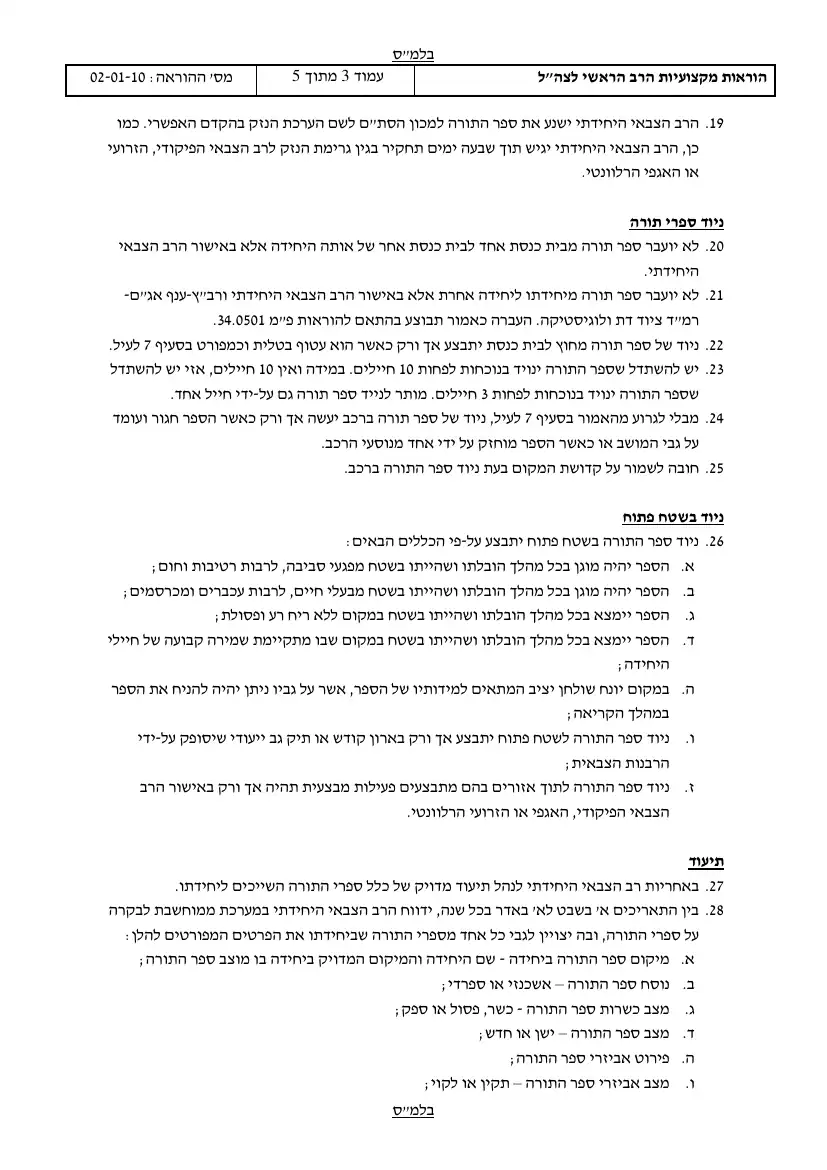 בלמ״ס
הוראות מקצועיות הרב הראשי לצה״ל עמוד 3 מתוך 5 מס׳ ההוראה: 02-01-10
19. הרב הצבאי היחידתי ישנע את ספר התורה למכון הסת״ם לשם הערכת הנזק בהקדם האפשרי. כמו
כן, הרב הצבאי היחידתי יגיש תוך שבעה ימים תחקיר בגין גרימת הנזק לרב הצבאי הפיקודי, הזרועי
או האגפי הרלוונטי.
ניוד ספרי תורה
20. לא יועבר ספר תורה מבית כנסת אחד לבית כנסת אחר של אותה היחידה אלא באישור הרב הצבאי
היחידתי.
21. לא יועבר ספר תורה מיחידתו ליחידה אחרת אלא באישור הרב הצבאי היחידתי ורב״ץ-ענף אג״ם-
רמ״ד ציוד דת ולוגיסטיקה. העברה כאמור תבוצע בהתאם להוראות פ״מ 34.0501.
22. ניוד של ספר תורה מחוץ לבית כנסת יתבצע אך ורק כאשר הוא עטוף בטלית וכמפורט בסעיף 7 לעיל.
23. יש להשתדל שספר התורה ינויד בנוכחות לפחות 10 חיילים. במידה ואין 10 חיילים, אזי יש להשתדל
שספר התורה ינויד בנוכחות לפחות 3 חיילים. מותר לנייד ספר תורה גם על-ידי חייל אחד.
24. מבלי לגרוע מהאמור בסעיף 7 לעיל, ניוד של ספר תורה ברכב יעשה אך ורק כאשר הספר חגור ועומד
על גבי המושב או כאשר הספר מוחזק על ידי אחד מנוסעי הרכב.
25. חובה לשמור על קדושת המקום בעת ניוד ספר התורה ברכב.
ניוד בשטח פתוח
26. ניוד ספר התורה בשטח פתוח יתבצע על-פי הכללים הבאים:
א. הספר יהיה מוגן בכל מהלך הובלתו ושהייתו בשטח מפגעי סביבה, לרבות רטיבות וחום;
ב. הספר יהיה מוגן בכל מהלך הובלתו ושהייתו בשטח מבעלי חיים, לרבות עכברים ומכרסמים;
ג. הספר יימצא בכל מהלך הובלתו ושהייתו בשטח במקום ללא ריח רע ופסולת;
ד. הספר יימצא בכל מהלך הובלתו ושהייתו בשטח במקום שבו מתקיימת שמירה קבועה של חיילי
היחידה;
ה. במקום יונח שולחן יציב המתאים למידותיו של הספר, אשר על גביו ניתן יהיה להניח את הספר
במהלך הקריאה;
ו. ניוד ספר התורה לשטח פתוח יתבצע אך ורק בארון קודש או תיק גב ייעודי שיסופק על-ידי
הרבנות הצבאית;
ז. ניוד ספר התורה לתוך אזורים בהם מתבצעים פעילות מבצעית תהיה אך ורק באישור הרב
הצבאי הפיקודי, האגפי או הזרועי הרלוונטי.
תיעוד
27. באחריות רב הצבאי היחידתי לנהל תיעוד מדויק של כלל ספרי התורה השייכים ליחידתו.
28. בין התאריכים א׳ בשבט לא׳ באדר בכל שנה, ידווח הרב הצבאי היחידתי במערכת ממוחשבת לבקרה
על ספרי התורה, ובה יצויין לגבי כל אחד מספרי התורה שביחידתו את הפרטים המפורטים להלן:
א. מיקום ספר התורה ביחידה - שם היחידה והמיקום המדויק ביחידה בו מוצב ספר התורה;
ב. נוסח ספר התורה – אשכנזי או ספרדי;
ג. מצב כשרות ספר התורה - כשר, פסול או ספק;
ד. מצב ספר התורה – ישן או חדש;
ה. פירוט אביזרי ספר התורה;
ו. מצב אביזרי ספר התורה – תקין או לקוי;
בלמ״ס